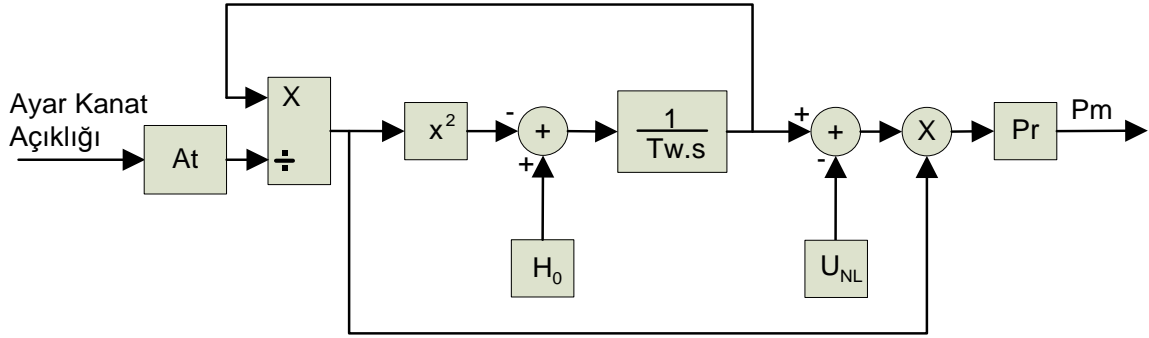 Ayar Kanat
Açıklığı
At
X
÷
x²
-
+
+
H₀
1
Tw.s
+
+
-
U_NL
X
Pr
Pm